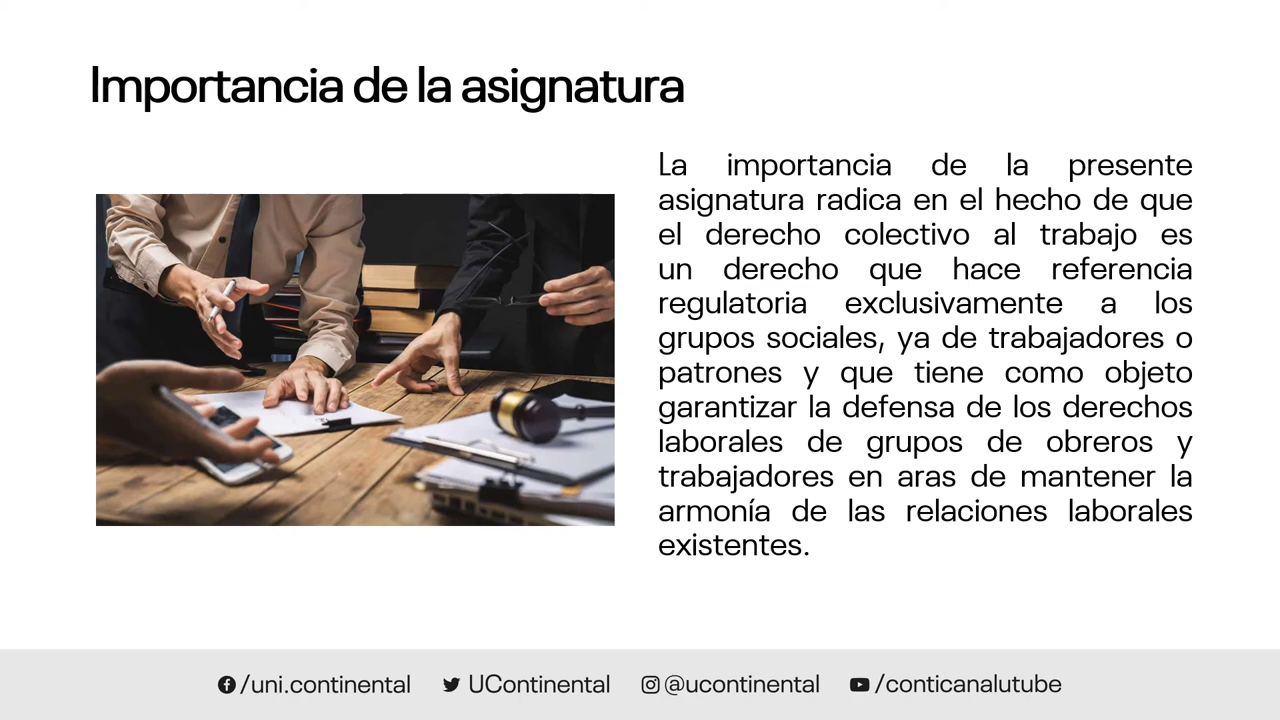 Importancia de la asignatura
La importancia de la presente
asignatura radica en el hecho de que
el derecho colectivo al trabajo es
un derecho que hace referencia
regulatoria exclusivamente a los
grupos sociales, ya de trabajadores o
patrones y que tiene como objeto
garantizar la defensa de los derechos
laborales de grupos de obreros y
trabajadores en aras de mantener la
armonía de las relaciones laborales
existentes.
/uni.continental UContinental @ucontinental /conticanalutube